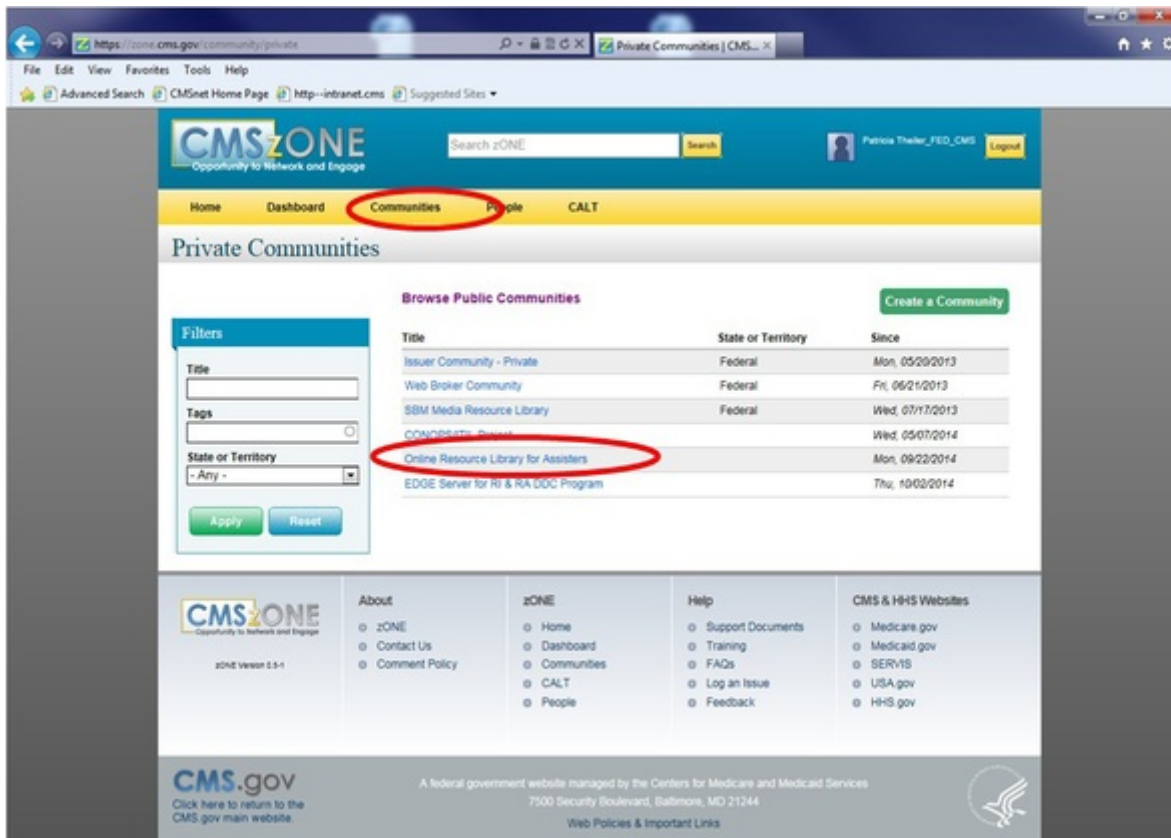 https://zone.cms.gov/community/private
Private Communities | CMS...
File Edit View Favorites Tools Help
Advanced Search CMSnet Home Page http--intranet.cms Suggested Sites
CMSzONE
Opportunity to Network and Engage
Search zONE
Search
Patricia Theiler_FED_CMS
Logout
Home Dashboard Communities People CALT
Private Communities
Browse Public Communities
Create a Community
Filters
Title
Tags
State or Territory
- Any -
Apply Reset
Title State or Territory Since
Issuer Community - Private Federal Mon, 05/20/2013
Web Broker Community Federal Fri, 06/21/2013
SBM Media Resource Library Federal Wed, 07/17/2013
Project Wed, 05/07/2014
Online Resource Library for Assisters Mon, 09/22/2014
EDGE Server for RI & RA DDC Program Thu, 10/02/2014
CMSzONE
Opportunity to Network and Engage
zONE Version 0.5-1
About
zONE
Contact Us
Comment Policy
zONE
Home
Dashboard
Communities
CALT
People
Help
Support Documents
Training
FAQs
Log an Issue
Feedback
CMS & HHS Websites
Medicare.gov
Medicaid.gov
SERVIS
USA.gov
HHS.gov
CMS.gov
Click here to return to the
CMS.gov main website.
A federal government website managed by the Centers for Medicare and Medicaid Services
7500 Security Boulevard, Baltimore, MD 21244
Web Policies & Important Links